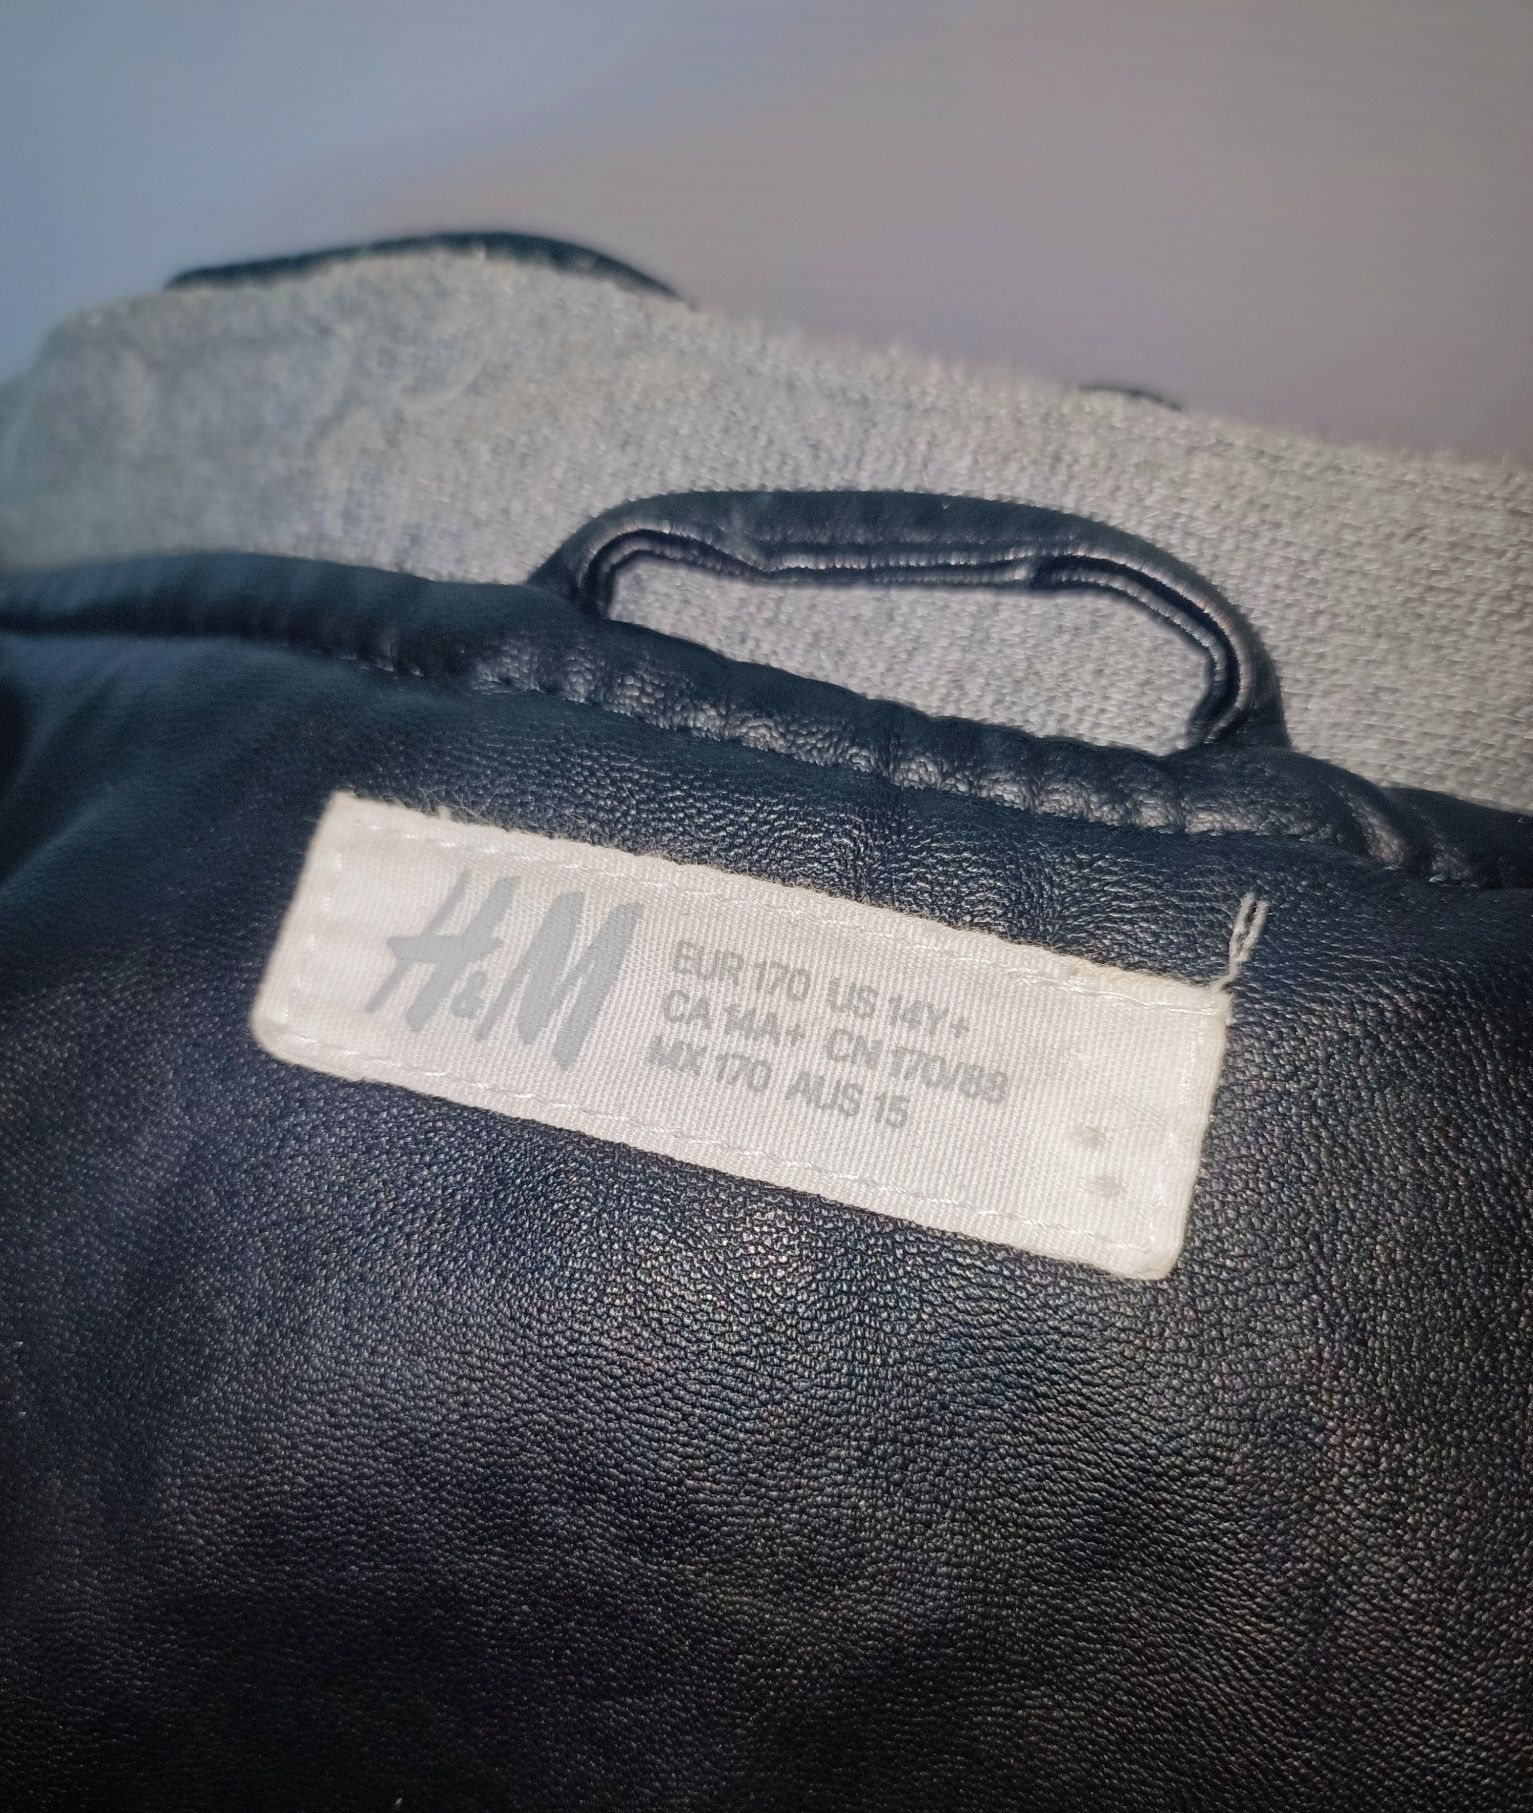 H&M
EUR 170 US 14Y+
CA 14A+ CN 170/88
MX 170 AUS 15